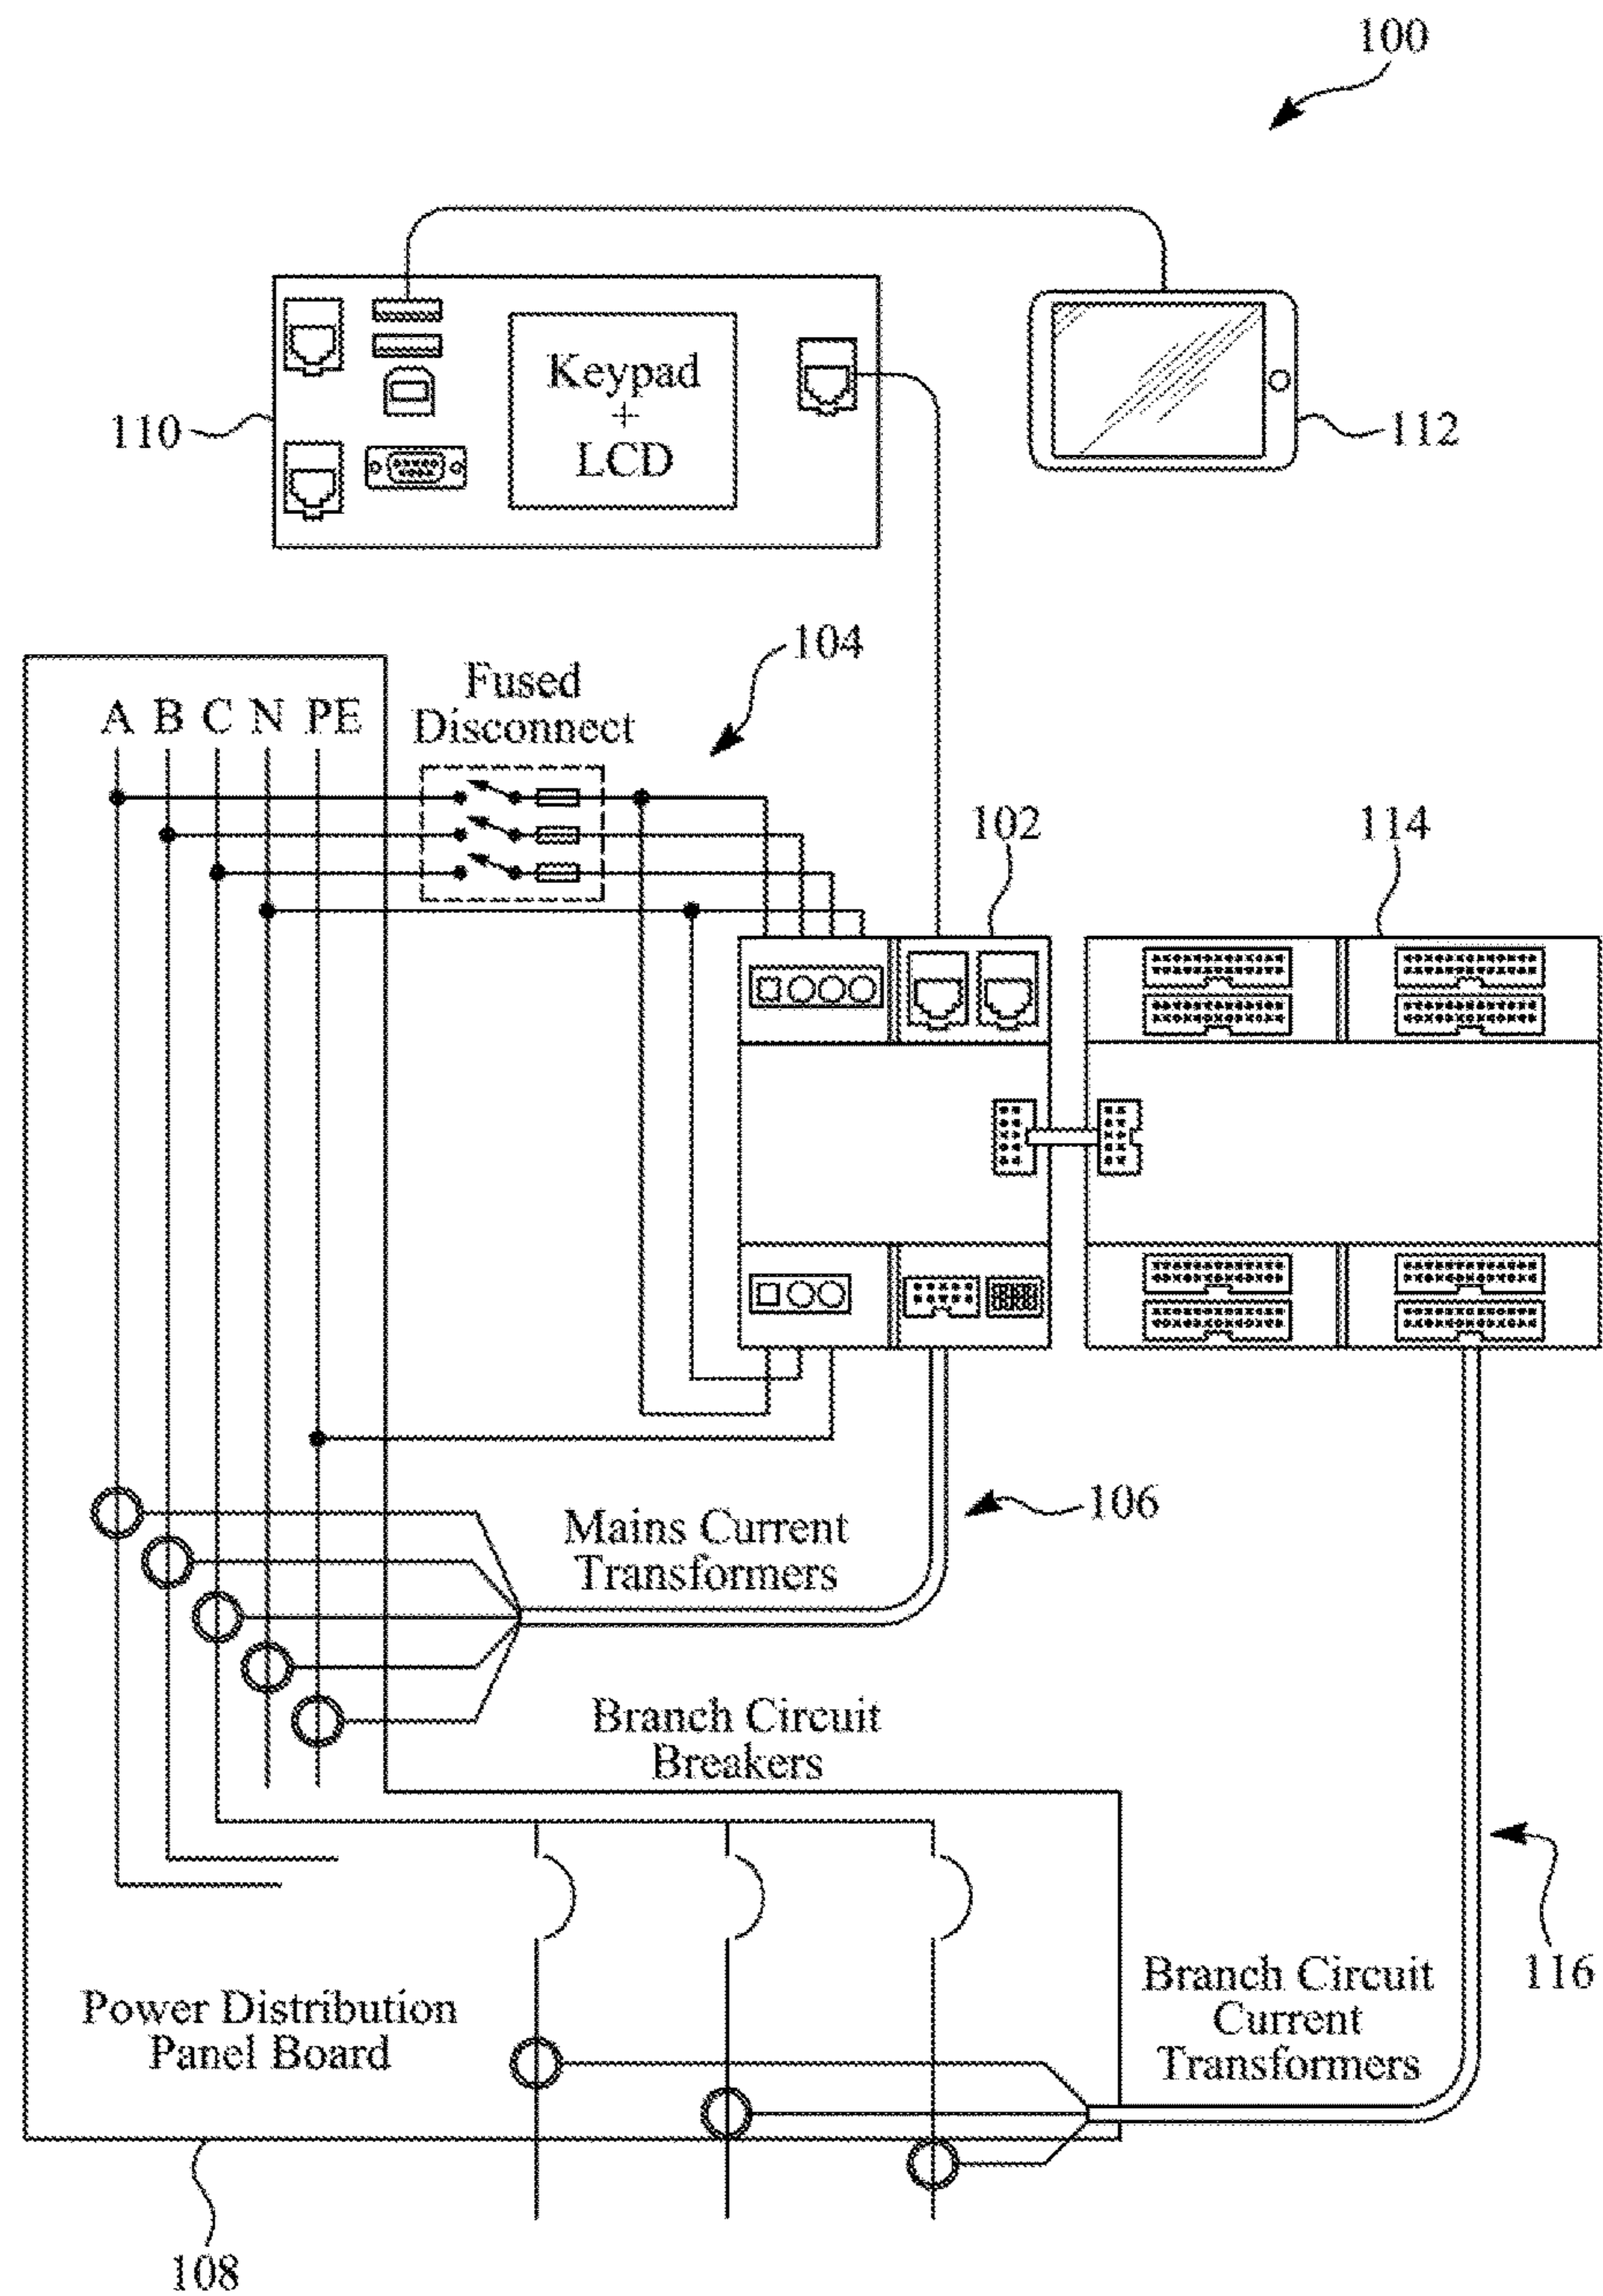 100
Keypad
+
LCD
110
112
104
Fused
Disconnect
A B C N PE
102
114
106
Mains Current
Transformers
Branch Circuit
Breakers
116
Branch Circuit
Current
Transformers
Power Distribution
Panel Board
108